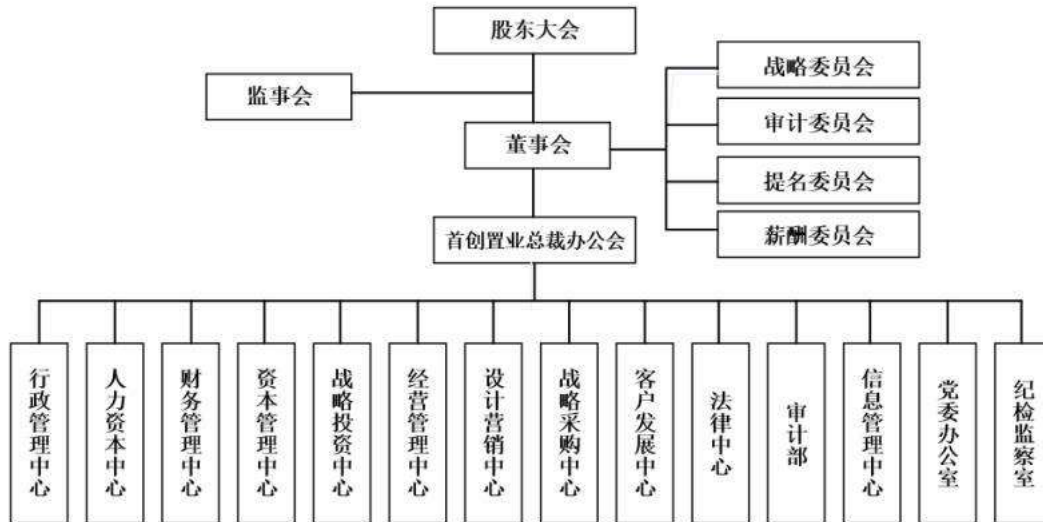 股东大会
战略委员会
监事会
审计委员会
董事会
提名委员会
薪酬委员会
首创置业总裁办公会
行政管理中心
人力资本中心
财务管理中心
资本管理中心
战略投资中心
经营管理中心
设计营销中心
战略采购中心
客户发展中心
法律中心
审计部
信息管理中心
党委办公室
纪检监察室